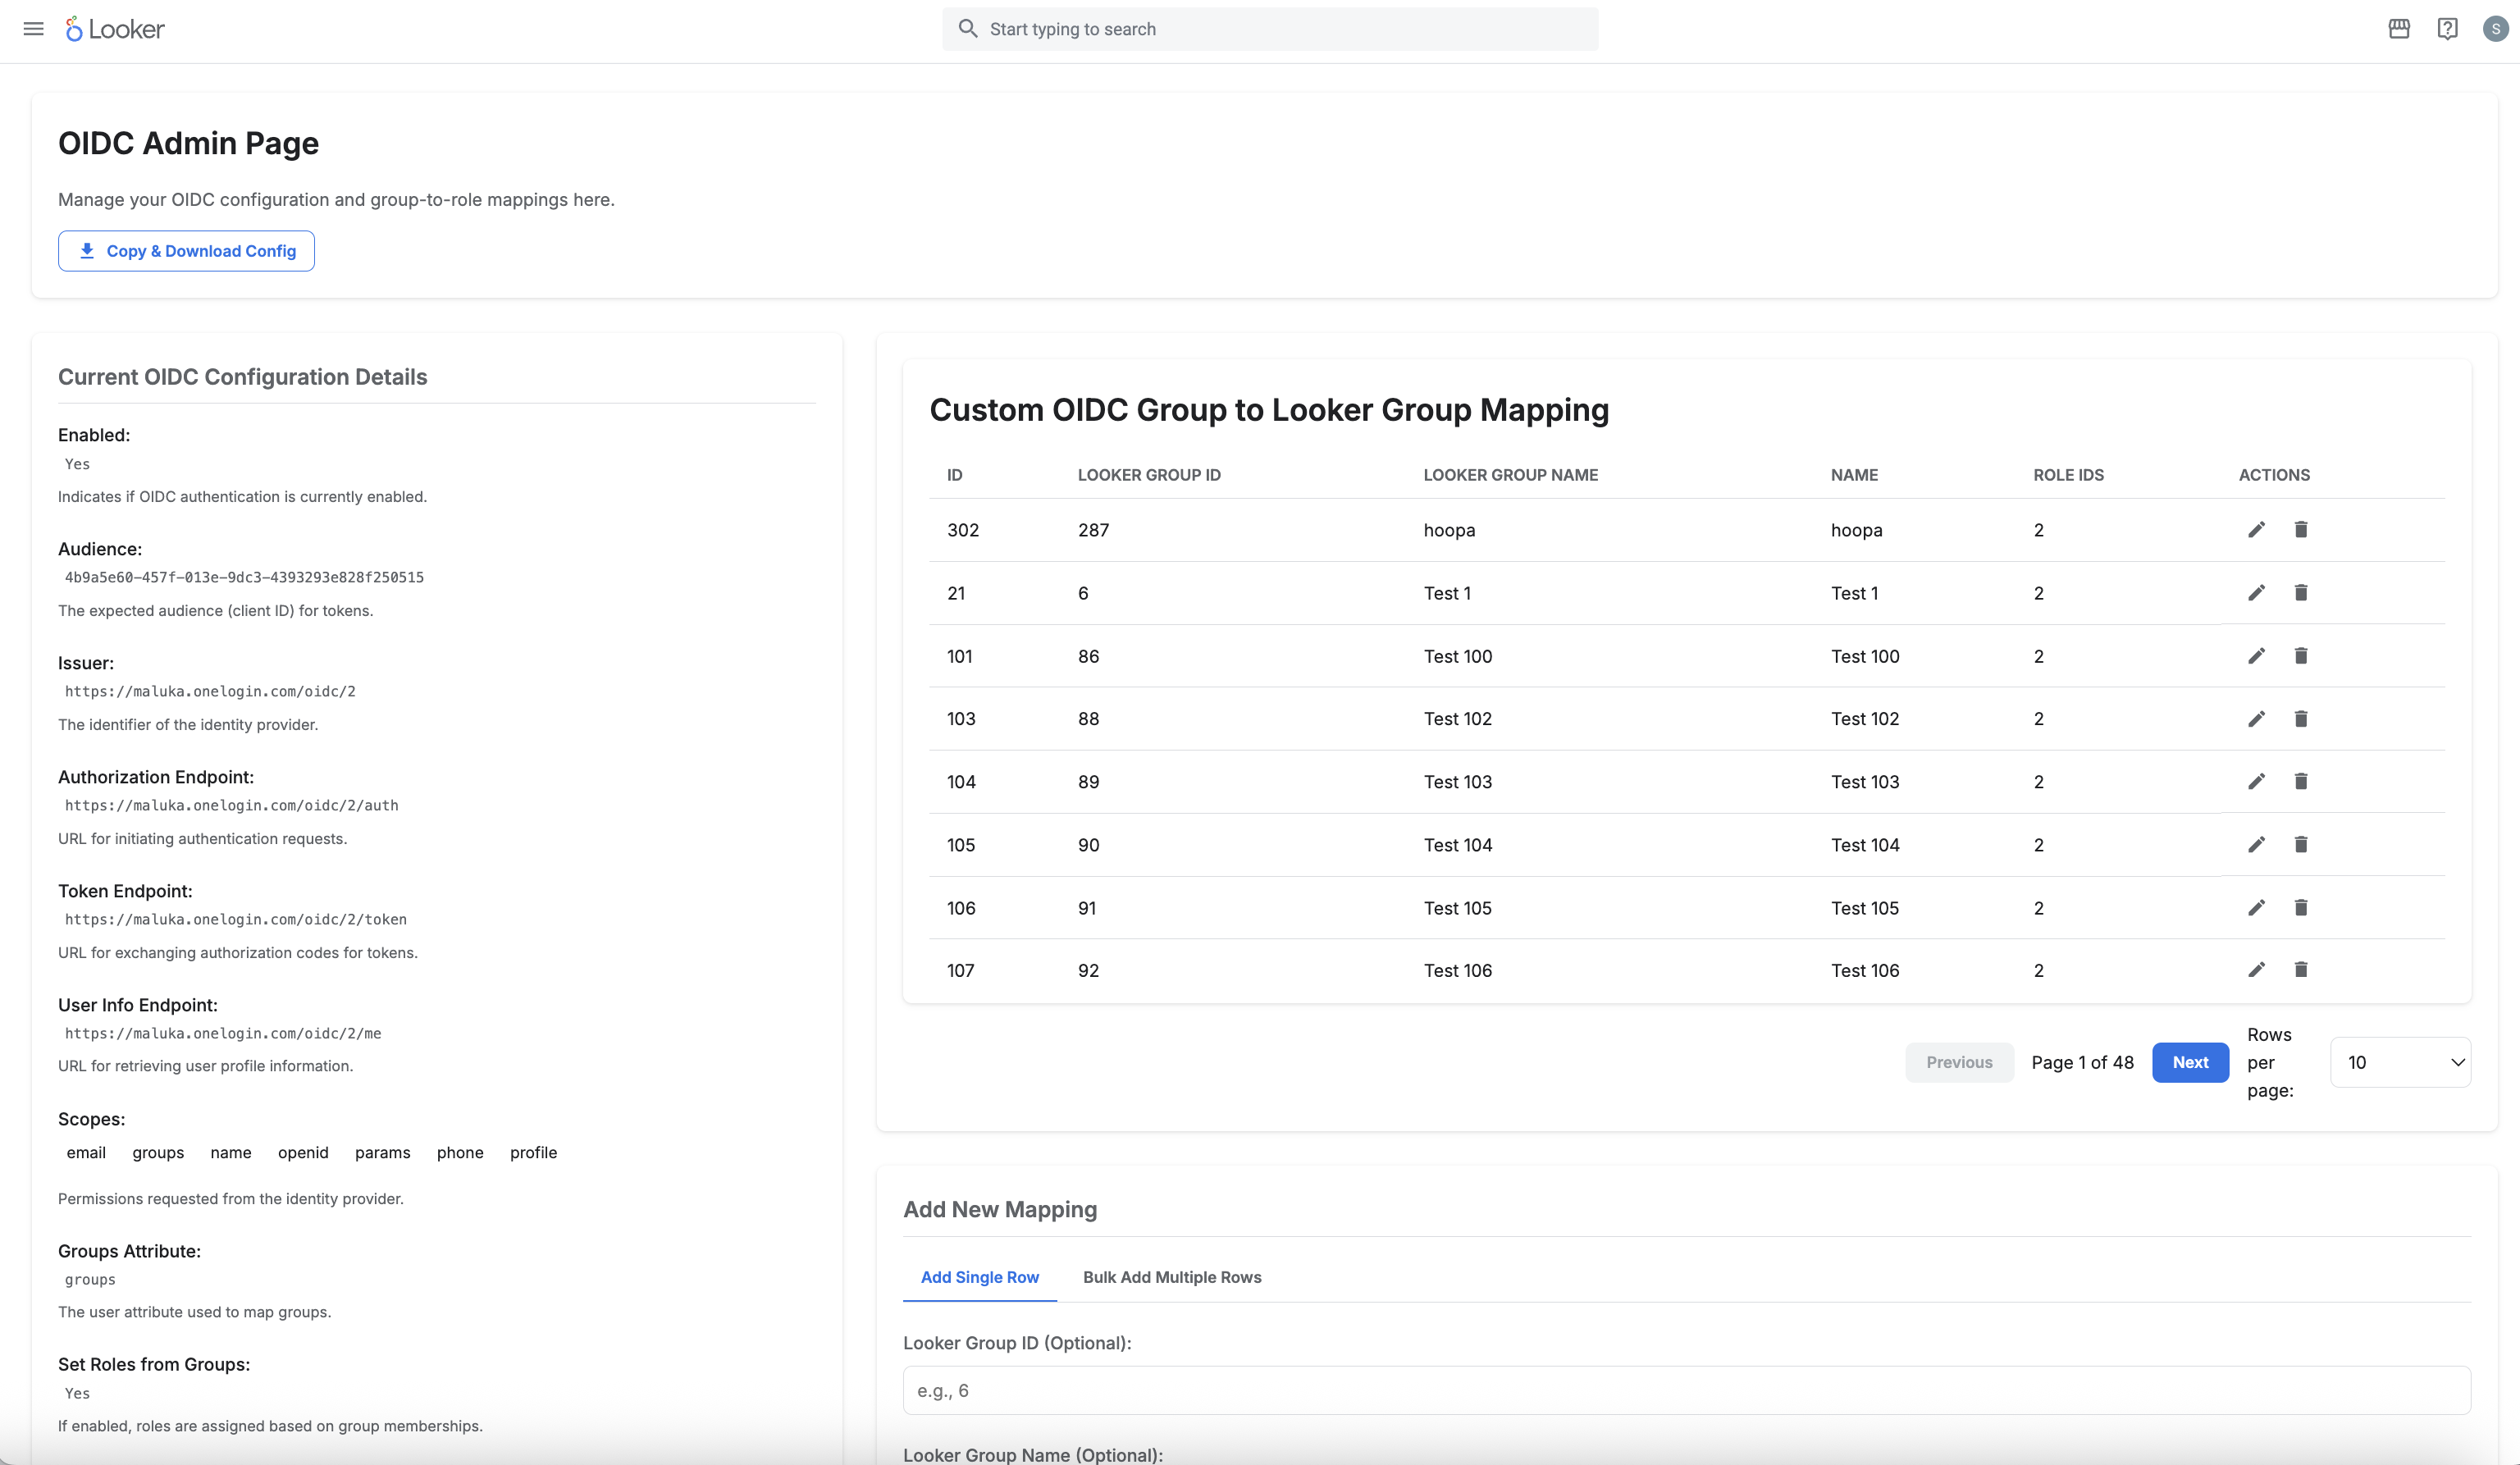 Looker
Start typing to search
S
OIDC Admin Page
Manage your OIDC configuration and group-to-role mappings here.
Copy & Download Config
Current OIDC Configuration Details
Enabled:
Yes
Indicates if OIDC authentication is currently enabled.
Audience:
4b9a5e60-457f-013e-9dc3-4393293e828f250515
The expected audience (client ID) for tokens.
Issuer:
https://maluka.onelogin.com/oidc/2
The identifier of the identity provider.
Authorization Endpoint:
https://maluka.onelogin.com/oidc/2/auth
URL for initiating authentication requests.
Token Endpoint:
https://maluka.onelogin.com/oidc/2/token
URL for exchanging authorization codes for tokens.
User Info Endpoint:
https://maluka.onelogin.com/oidc/2/me
URL for retrieving user profile information.
Scopes:
email groups name openid params phone profile
Permissions requested from the identity provider.
Groups Attribute:
groups
The user attribute used to map groups.
Set Roles from Groups:
Yes
If enabled, roles are assigned based on group memberships.
Custom OIDC Group to Looker Group Mapping
ID LOOKER GROUP ID LOOKER GROUP NAME NAME ROLE IDS ACTIONS
302 287 hoopa hoopa 2
21 6 Test 1 Test 1 2
101 86 Test 100 Test 100 2
103 88 Test 102 Test 102 2
104 89 Test 103 Test 103 2
105 90 Test 104 Test 104 2
106 91 Test 105 Test 105 2
107 92 Test 106 Test 106 2
Previous Page 1 of 48 Next
Rows
per
page:
10
Add New Mapping
Add Single Row Bulk Add Multiple Rows
Looker Group ID (Optional):
e.g., 6
Looker Group Name (Optional):